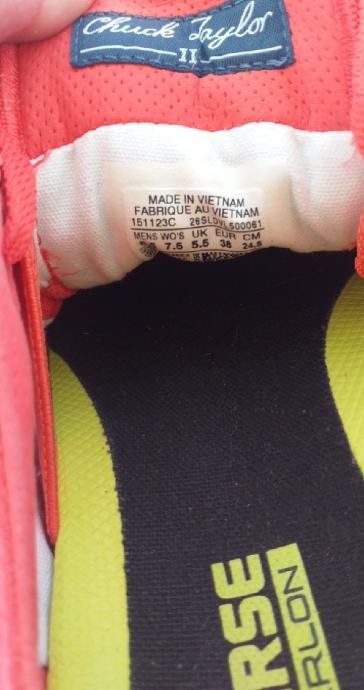 Chuck Taylor
II
MADE IN VIETNAM
FABRIQUE AU VIETNAM
151123C
MENS WO'S UK EUR CM
7.5 5.5 38 24.5
RSE
RLON